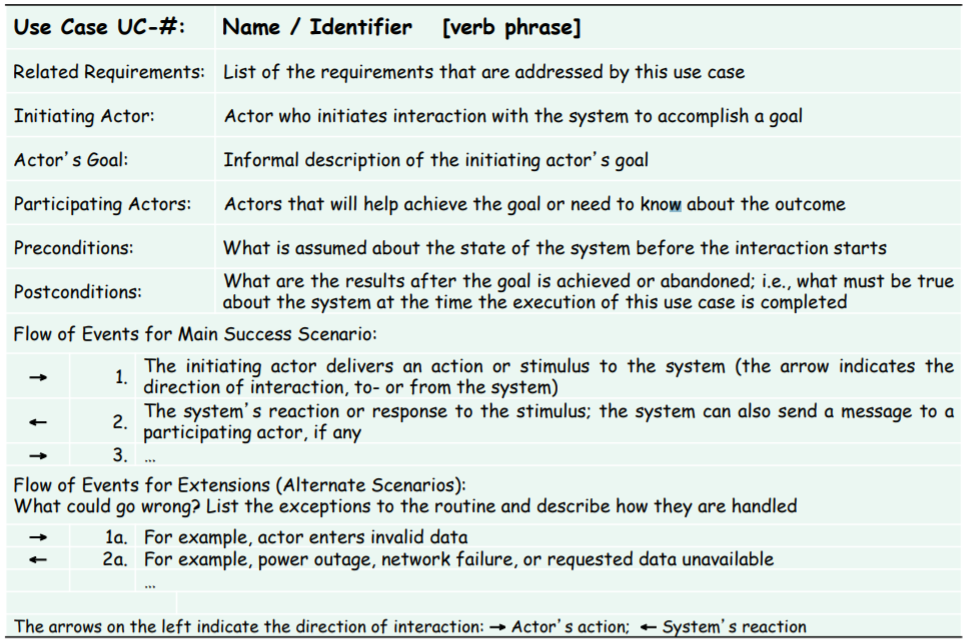 Use Case UC-#: Name / Identifier [verb phrase]
Related Requirements: List of the requirements that are addressed by this use case
Initiating Actor: Actor who initiates interaction with the system to accomplish a goal
Actor's Goal: Informal description of the initiating actor's goal
Participating Actors: Actors that will help achieve the goal or need to know about the outcome
Preconditions: What is assumed about the state of the system before the interaction starts
Postconditions: What are the results after the goal is achieved or abandoned; i.e., what must be true
about the system at the time the execution of this use case is completed
Flow of Events for Main Success Scenario:
→ 1. The initiating actor delivers an action or stimulus to the system (the arrow indicates the
direction of interaction, to- or from the system)
← 2. The system's reaction or response to the stimulus; the system can also send a message to a
participating actor, if any
→ 3. …
Flow of Events for Extensions (Alternate Scenarios):
What could go wrong? List the exceptions to the routine and describe how they are handled
→ 1a. For example, actor enters invalid data
← 2a. For example, power outage, network failure, or requested data unavailable
…
The arrows on the left indicate the direction of interaction: → Actor's action; ← System's reaction